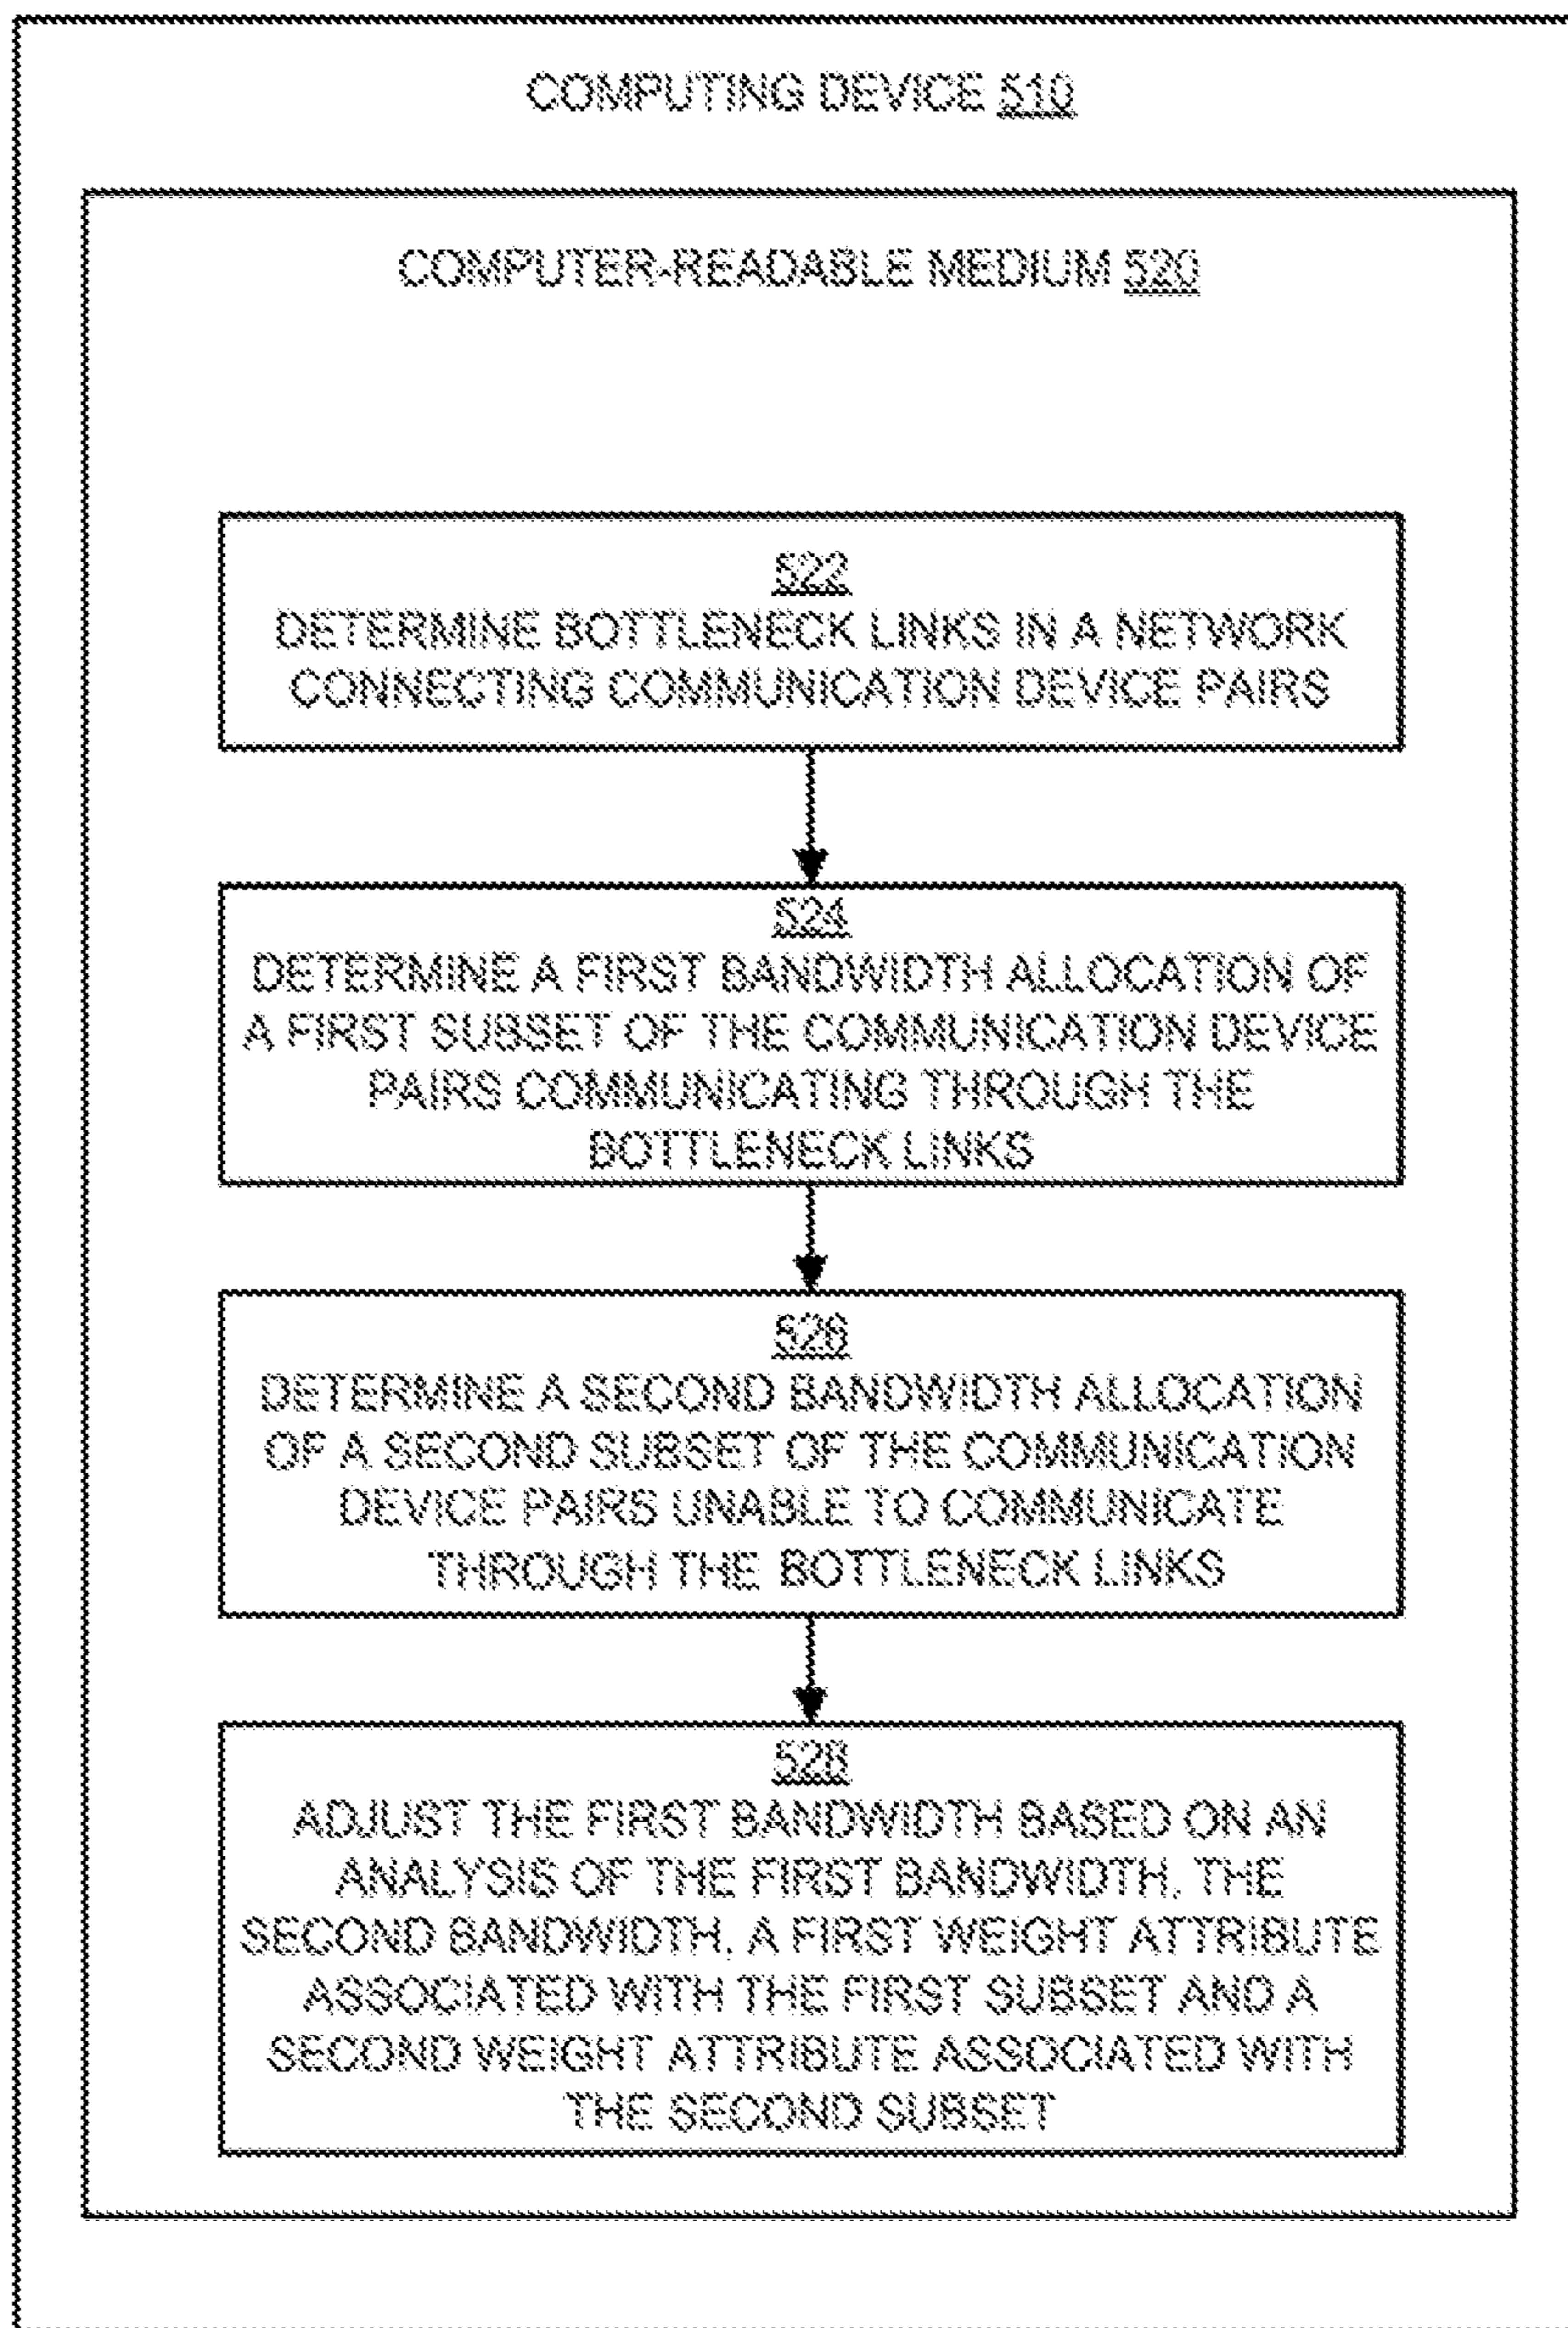 COMPUTING DEVICE 510
COMPUTER-READABLE MEDIUM 520
522
DETERMINE BOTTLENECK LINKS IN A NETWORK
CONNECTING COMMUNICATION DEVICE PAIRS
524
DETERMINE A FIRST BANDWIDTH ALLOCATION OF
A FIRST SUBSET OF THE COMMUNICATION DEVICE
PAIRS COMMUNICATING THROUGH THE
BOTTLENECK LINKS
526
DETERMINE A SECOND BANDWIDTH ALLOCATION
OF A SECOND SUBSET OF THE COMMUNICATION
DEVICE PAIRS UNABLE TO COMMUNICATE
THROUGH THE BOTTLENECK LINKS
528
ADJUST THE FIRST BANDWIDTH BASED ON AN
ANALYSIS OF THE FIRST BANDWIDTH, THE
SECOND BANDWIDTH, A FIRST WEIGHT ATTRIBUTE
ASSOCIATED WITH THE FIRST SUBSET AND A
SECOND WEIGHT ATTRIBUTE ASSOCIATED WITH
THE SECOND SUBSET